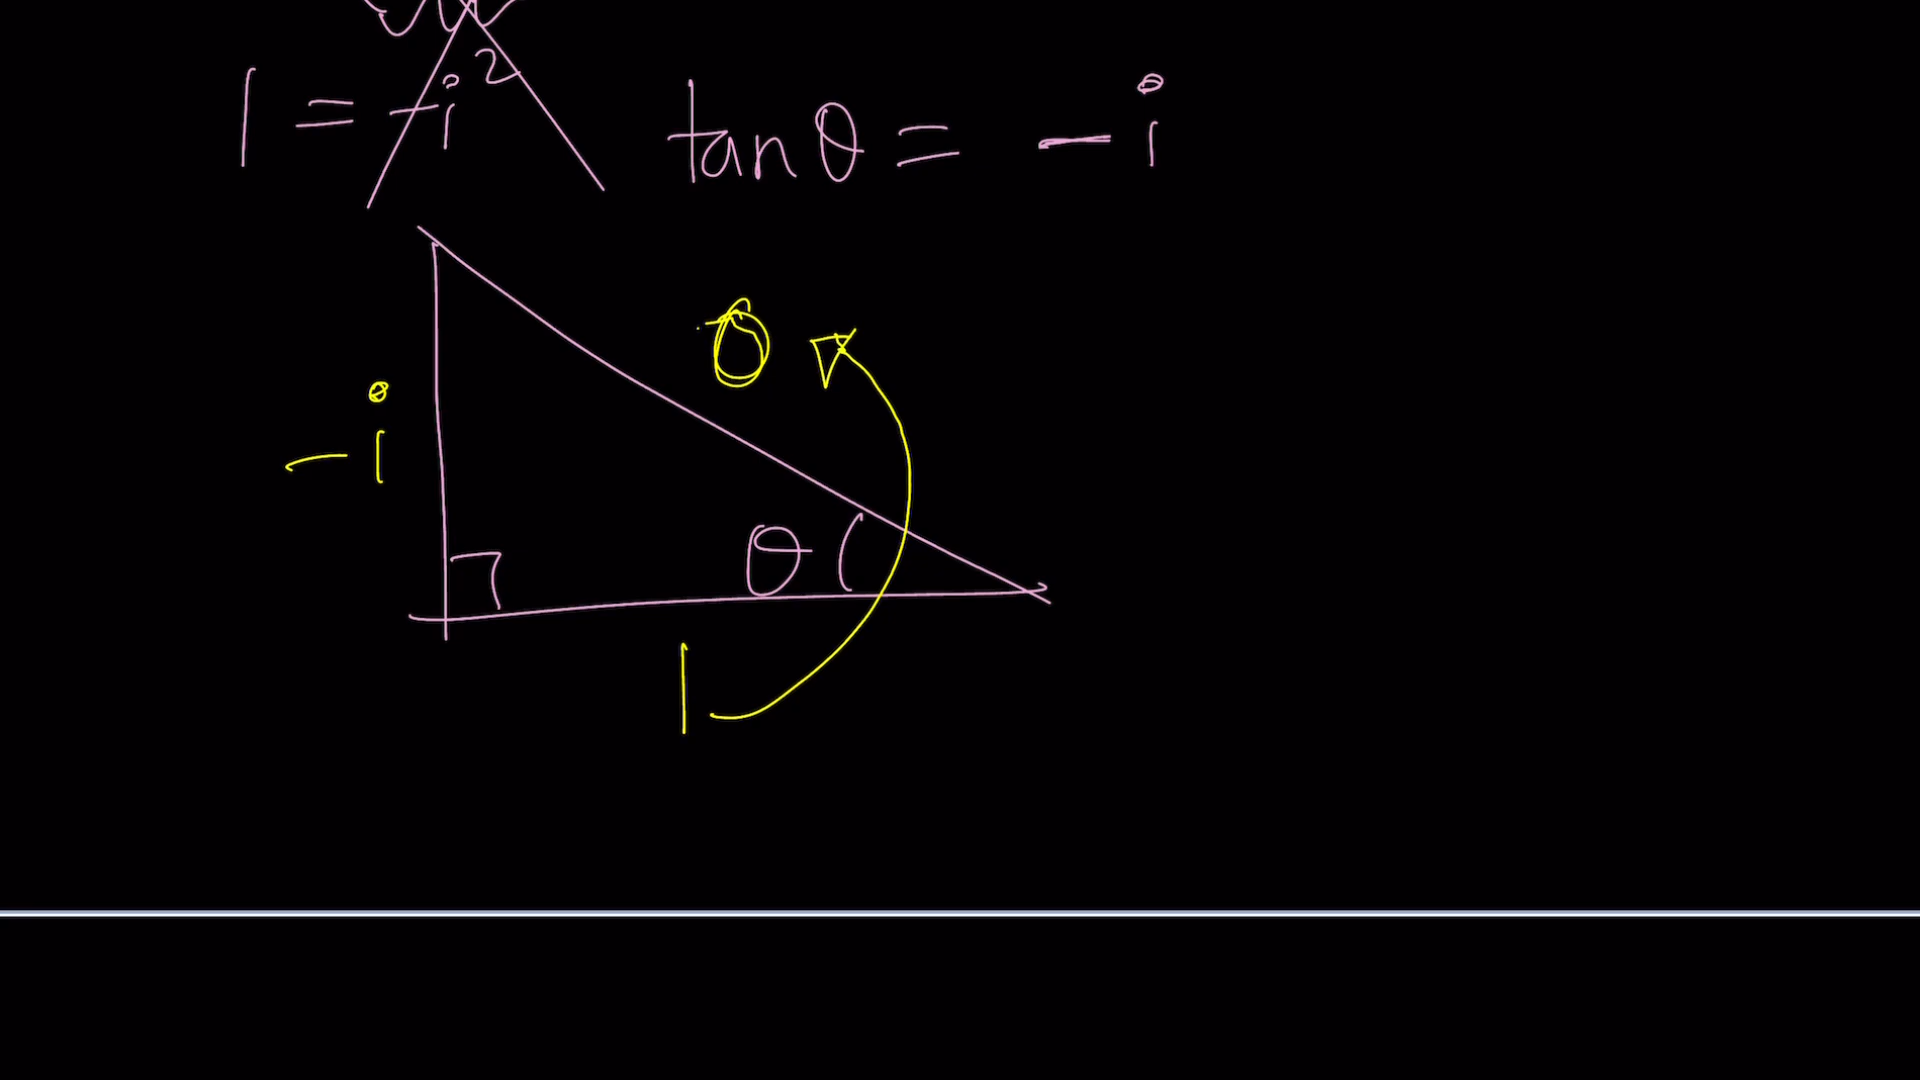 1 = -i²
tan θ = -i
0
-i
θ
1